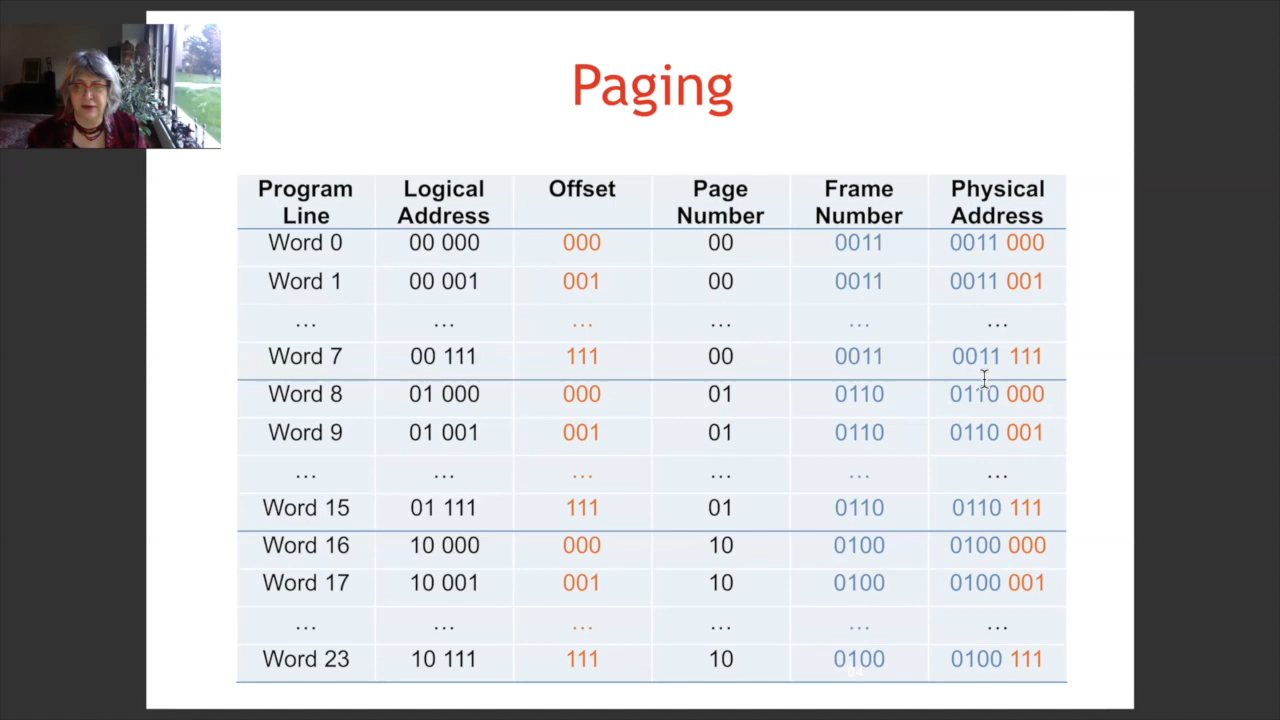 Paging
Program Line Logical Address Offset Page Number Frame Number Physical Address
Word 0 00 000 000 00 0011 0011 000
Word 1 00 001 001 00 0011 0011 001
… … … … … …
Word 7 00 111 111 00 0011 0011 111
Word 8 01 000 000 01 0110 0110 000
Word 9 01 001 001 01 0110 0110 001
… … … … … …
Word 15 01 111 111 01 0110 0110 111
Word 16 10 000 000 10 0100 0100 000
Word 17 10 001 001 10 0100 0100 001
… … … … … …
Word 23 10 111 111 10 0100 0100 111